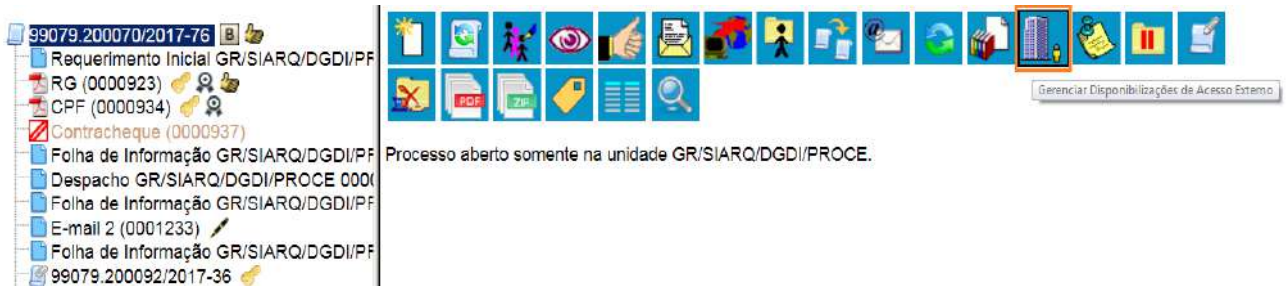 99079.200070/2017-76 B
Requerimento Inicial GR/SIARQ/DGDI/PF
RG (0000923)
CPF (0000934)
Contracheque (0000937)
Folha de Informação GR/SIARQ/DGDI/PF
Despacho GR/SIARQ/DGDI/PROCE 000
Folha de Informação GR/SIARQ/DGDI/PF
E-mail 2 (0001233)
Folha de Informação GR/SIARQ/DGDI/PF
99079.200092/2017-36
PDF ZIP
Gerenciar Disponibilizações de Acesso Externo
Processo aberto somente na unidade GR/SIARQ/DGDI/PROCE.